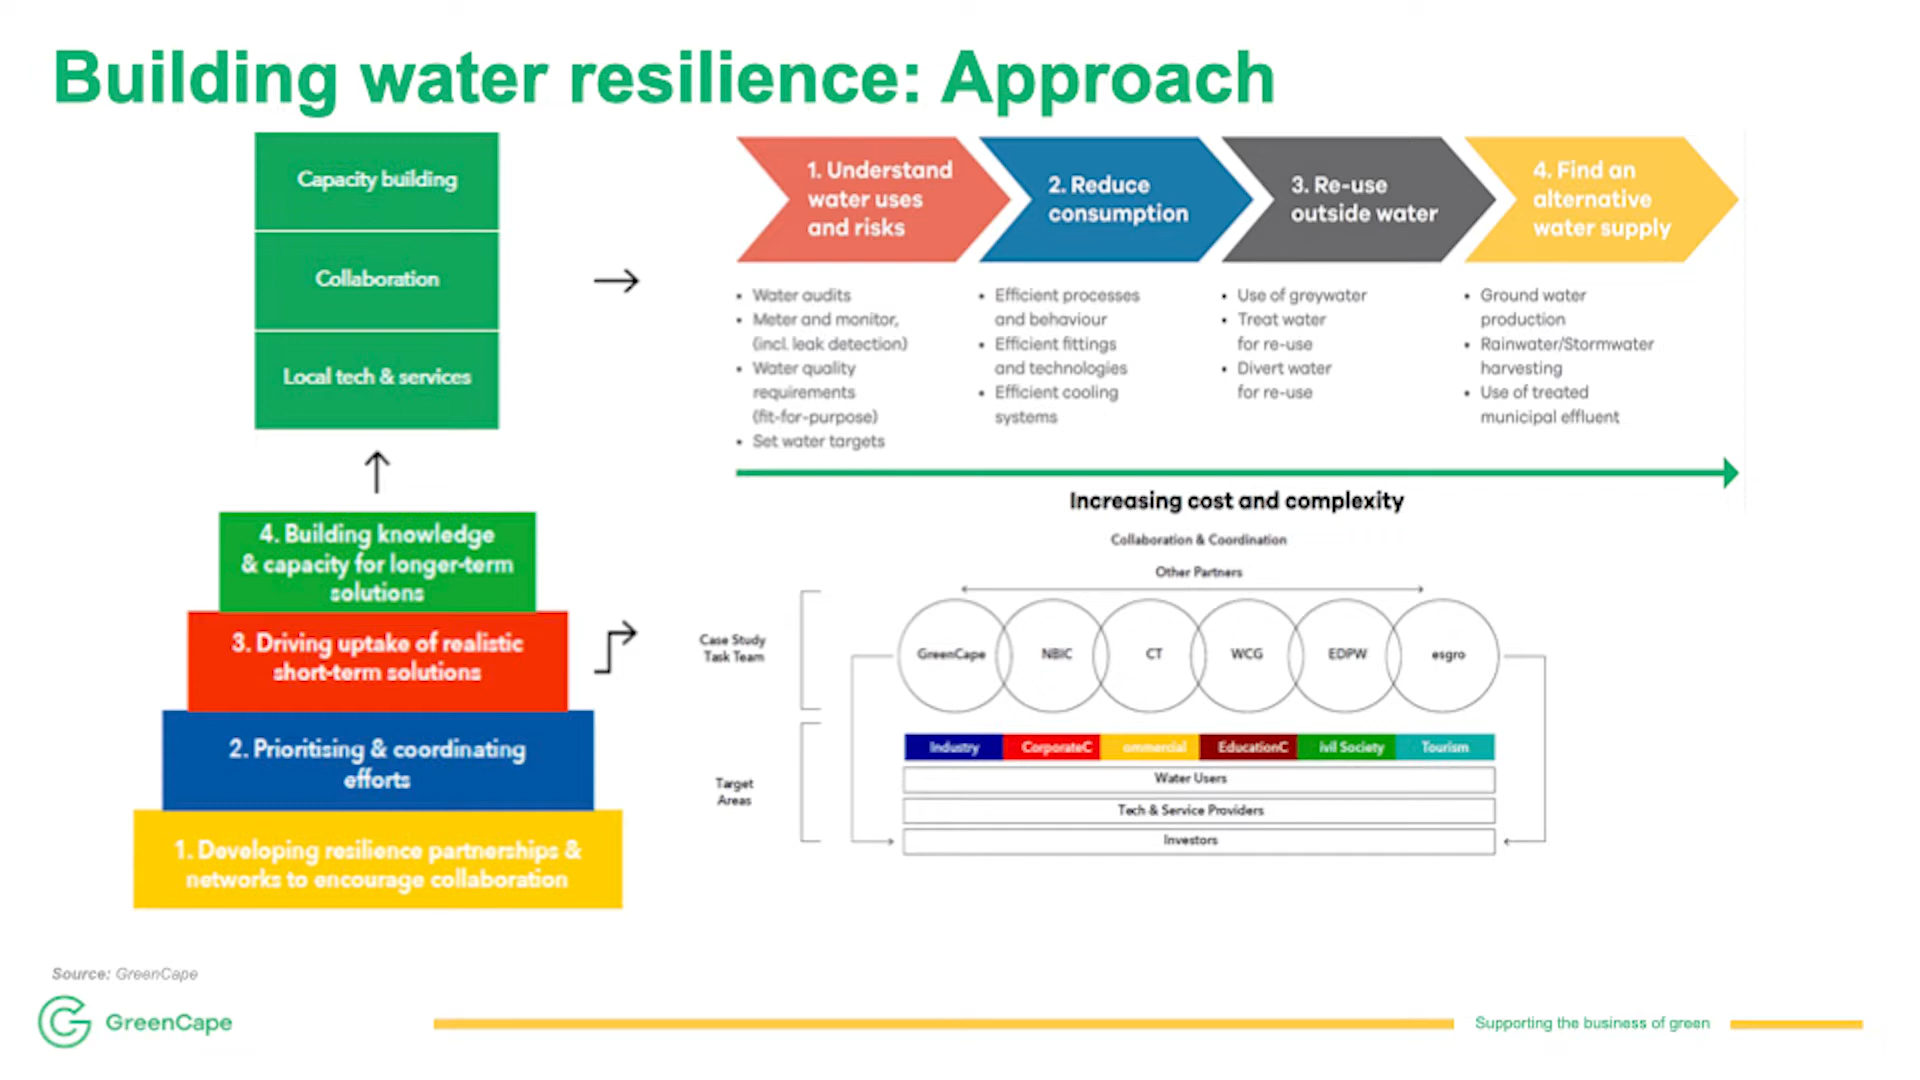 Building water resilience: Approach
Capacity building
Collaboration
Local tech & services
4. Building knowledge
& capacity for longer-term
solutions
3. Driving uptake of realistic
short-term solutions
2. Prioritising & coordinating
efforts
1. Developing resilience partnerships &
networks to encourage collaboration
1. Understand
water uses
and risks
2. Reduce
consumption
3. Re-use
outside water
4. Find an
alternative
water supply
• Water audits
• Meter and monitor,
(incl. leak detection)
• Water quality
requirements
(fit-for-purpose)
• Set water targets
• Efficient processes
and behaviour
• Efficient fittings
and technologies
• Efficient cooling
systems
• Use of greywater
• Treat water
for re-use
• Divert water
for re-use
• Ground water
production
• Rainwater/Stormwater
harvesting
• Use of treated
municipal effluent
Increasing cost and complexity
Collaboration & Coordination
Other Partners
Case Study
Task Team
GreenCape
NBIC
CT
WCG
EDPW
esgro
Target
Areas
Industry
CorporateC
ommercial
EducationC
ivil Society
Tourism
Water Users
Tech & Service Providers
Investors
Source: GreenCape
GreenCape
Supporting the business of green